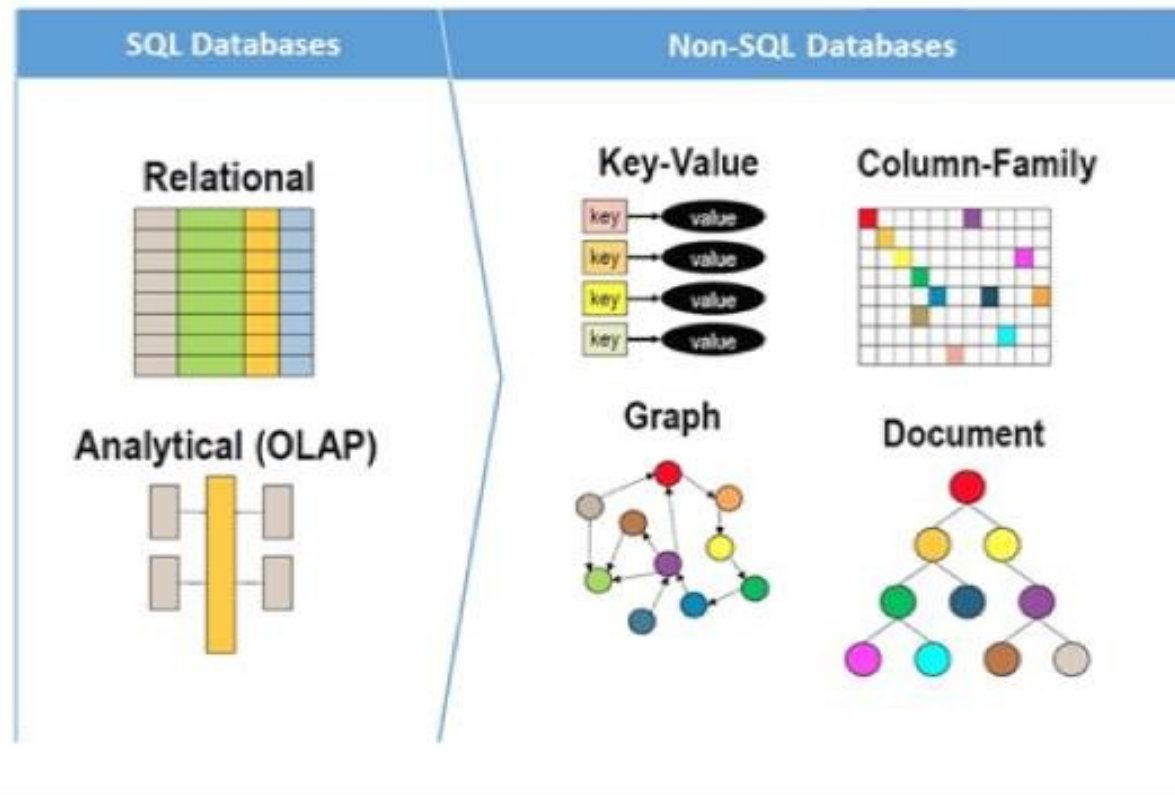 SQL Databases
Non-SQL Databases
Relational
Analytical (OLAP)
Key-Value
key value
key value
key value
key value
Column-Family
Graph
Document